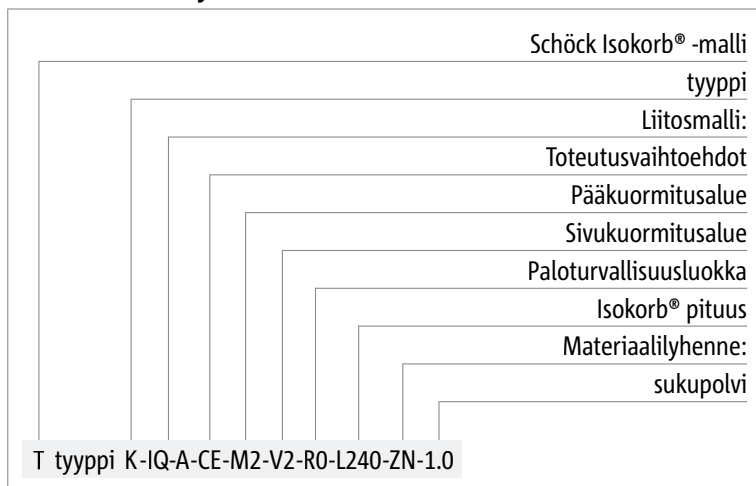 Schöck Isokorb® -malli
tyyppi
Liitosmalli:
Toteutusvaihtoehdot
Pääkuormitusalue
Sivukuormitusalue
Paloturvallisuusluokka
Isokorb® pituus
Materiaalilyhenne:
sukupolvi
T tyyppi K-IQ-A-CE-M2-V2-R0-L240-ZN-1.0